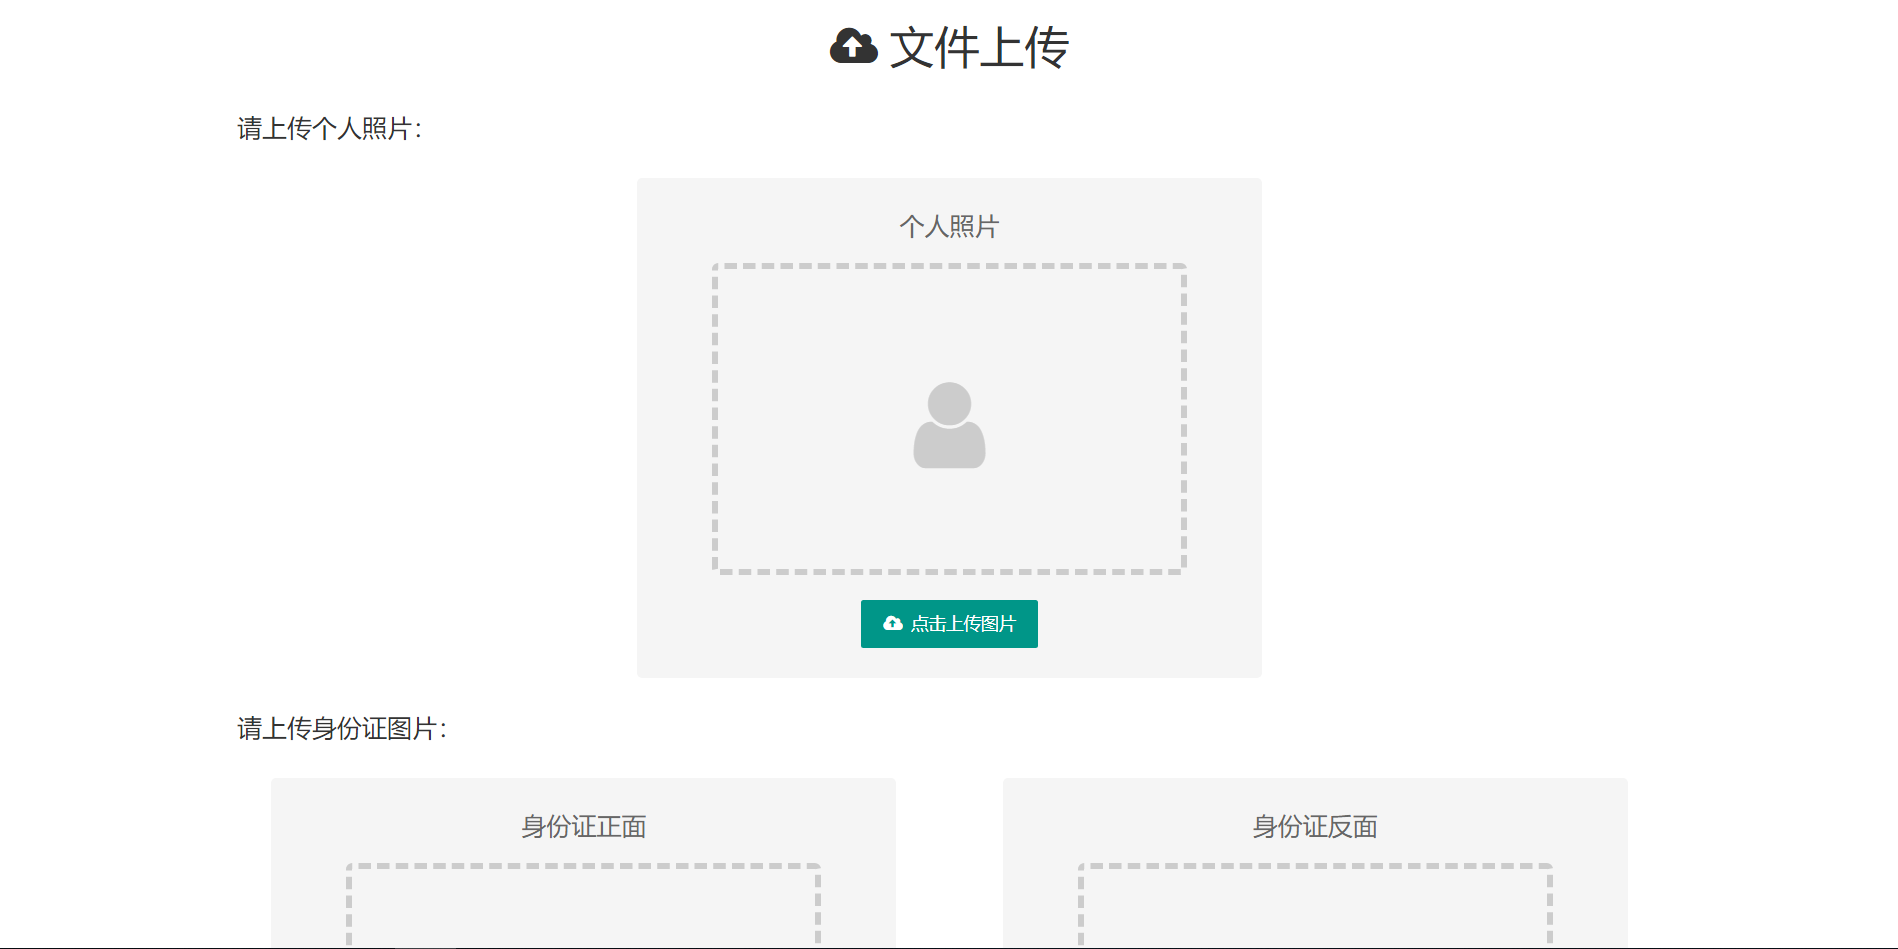 文件上传
请上传个人照片：
个人照片
点击上传图片
请上传身份证图片：
身份证正面
身份证反面